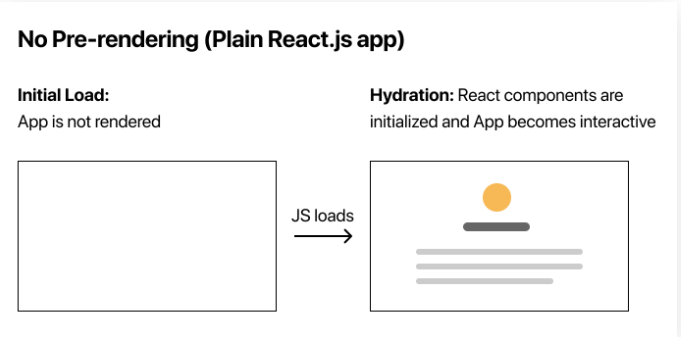 No Pre-rendering (Plain React.js app)
Initial Load:
App is not rendered
Hydration: React components are
initialized and App becomes interactive
JS loads